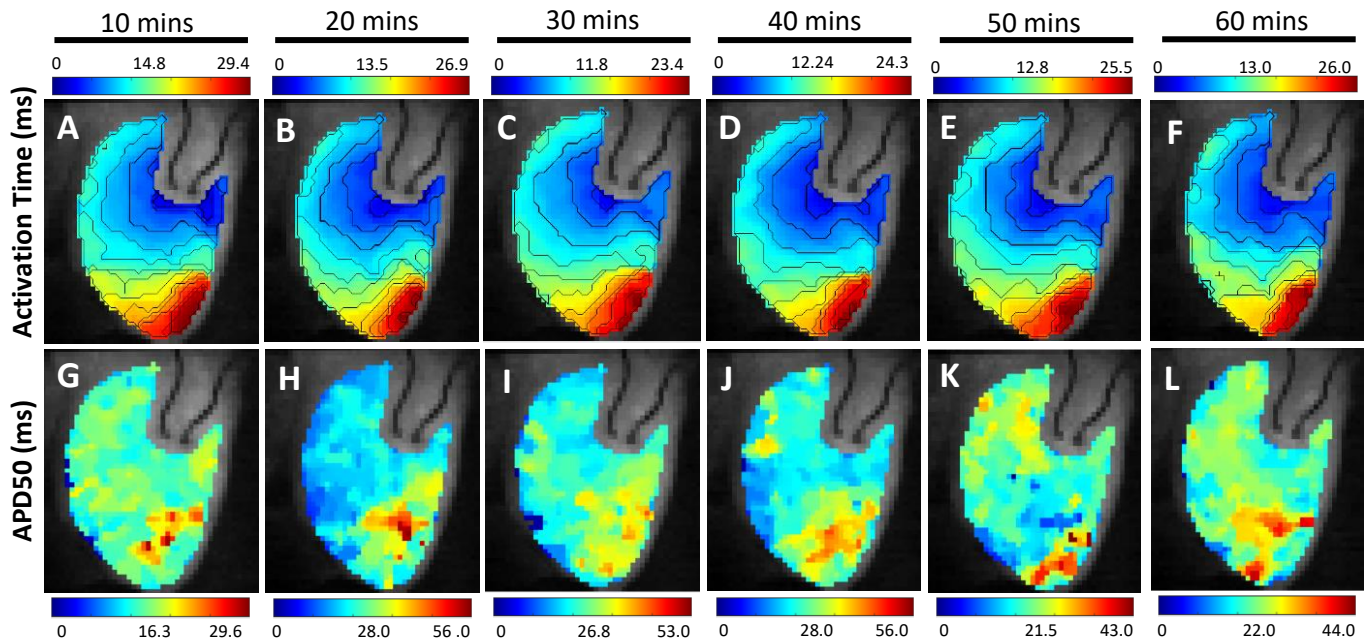 10 mins 20 mins 30 mins 40 mins 50 mins 60 mins
0 14.8 29.4 0 13.5 26.9 0 11.8 23.4 0 12.24 24.3 0 12.8 25.5 0 13.0 26.0
Activation Time (ms)
A B C D E F
APD50 (ms)
G H I J K L
0 16.3 29.6 0 28.0 56 .0 0 26.8 53.0 0 28.0 56.0 0 21.5 43.0 0 22.0 44.0